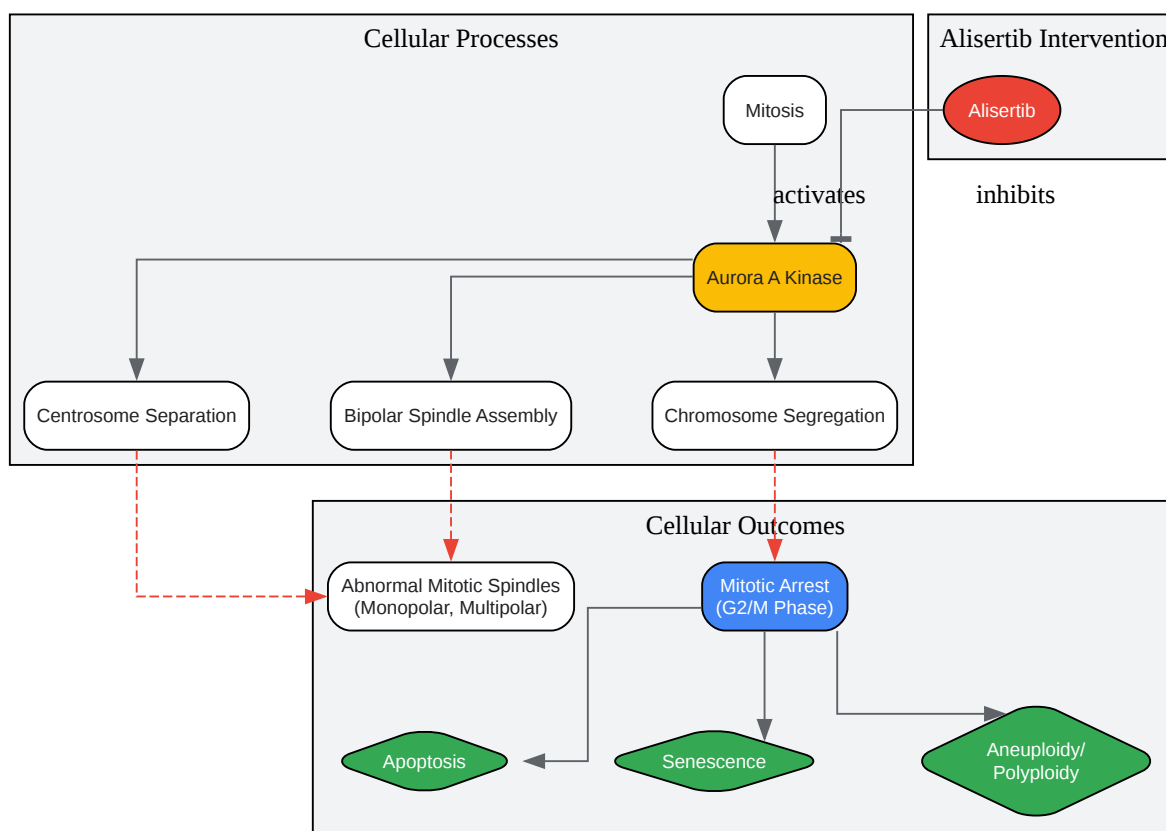 Cellular Processes
Alisertib Intervention
Mitosis
Alisertib
activates
inhibits
Aurora A Kinase
Centrosome Separation
Bipolar Spindle Assembly
Chromosome Segregation
Cellular Outcomes
Abnormal Mitotic Spindles
(Monopolar, Multipolar)
Mitotic Arrest
(G2/M Phase)
Apoptosis
Senescence
Aneuploidy/
Polyploidy